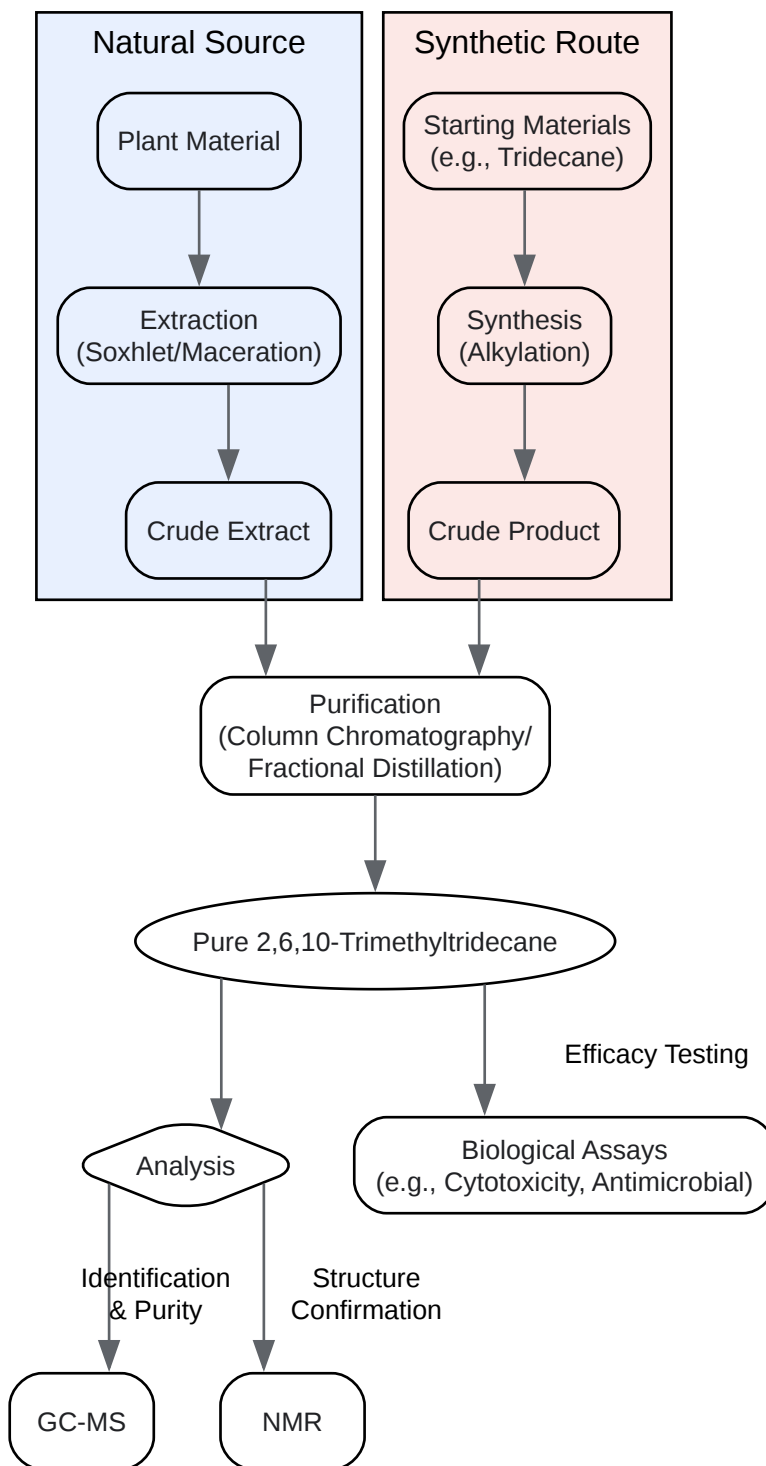 Natural Source
Plant Material
Extraction
(Soxhlet/Maceration)
Crude Extract
Synthetic Route
Starting Materials
(e.g., Tridecane)
Synthesis
(Alkylation)
Crude Product
Purification
(Column Chromatography/
Fractional Distillation)
Pure 2,6,10-Trimethyltridecane
Efficacy Testing
Analysis
Biological Assays
(e.g., Cytotoxicity, Antimicrobial)
Identification
& Purity
Structure
Confirmation
GC-MS
NMR